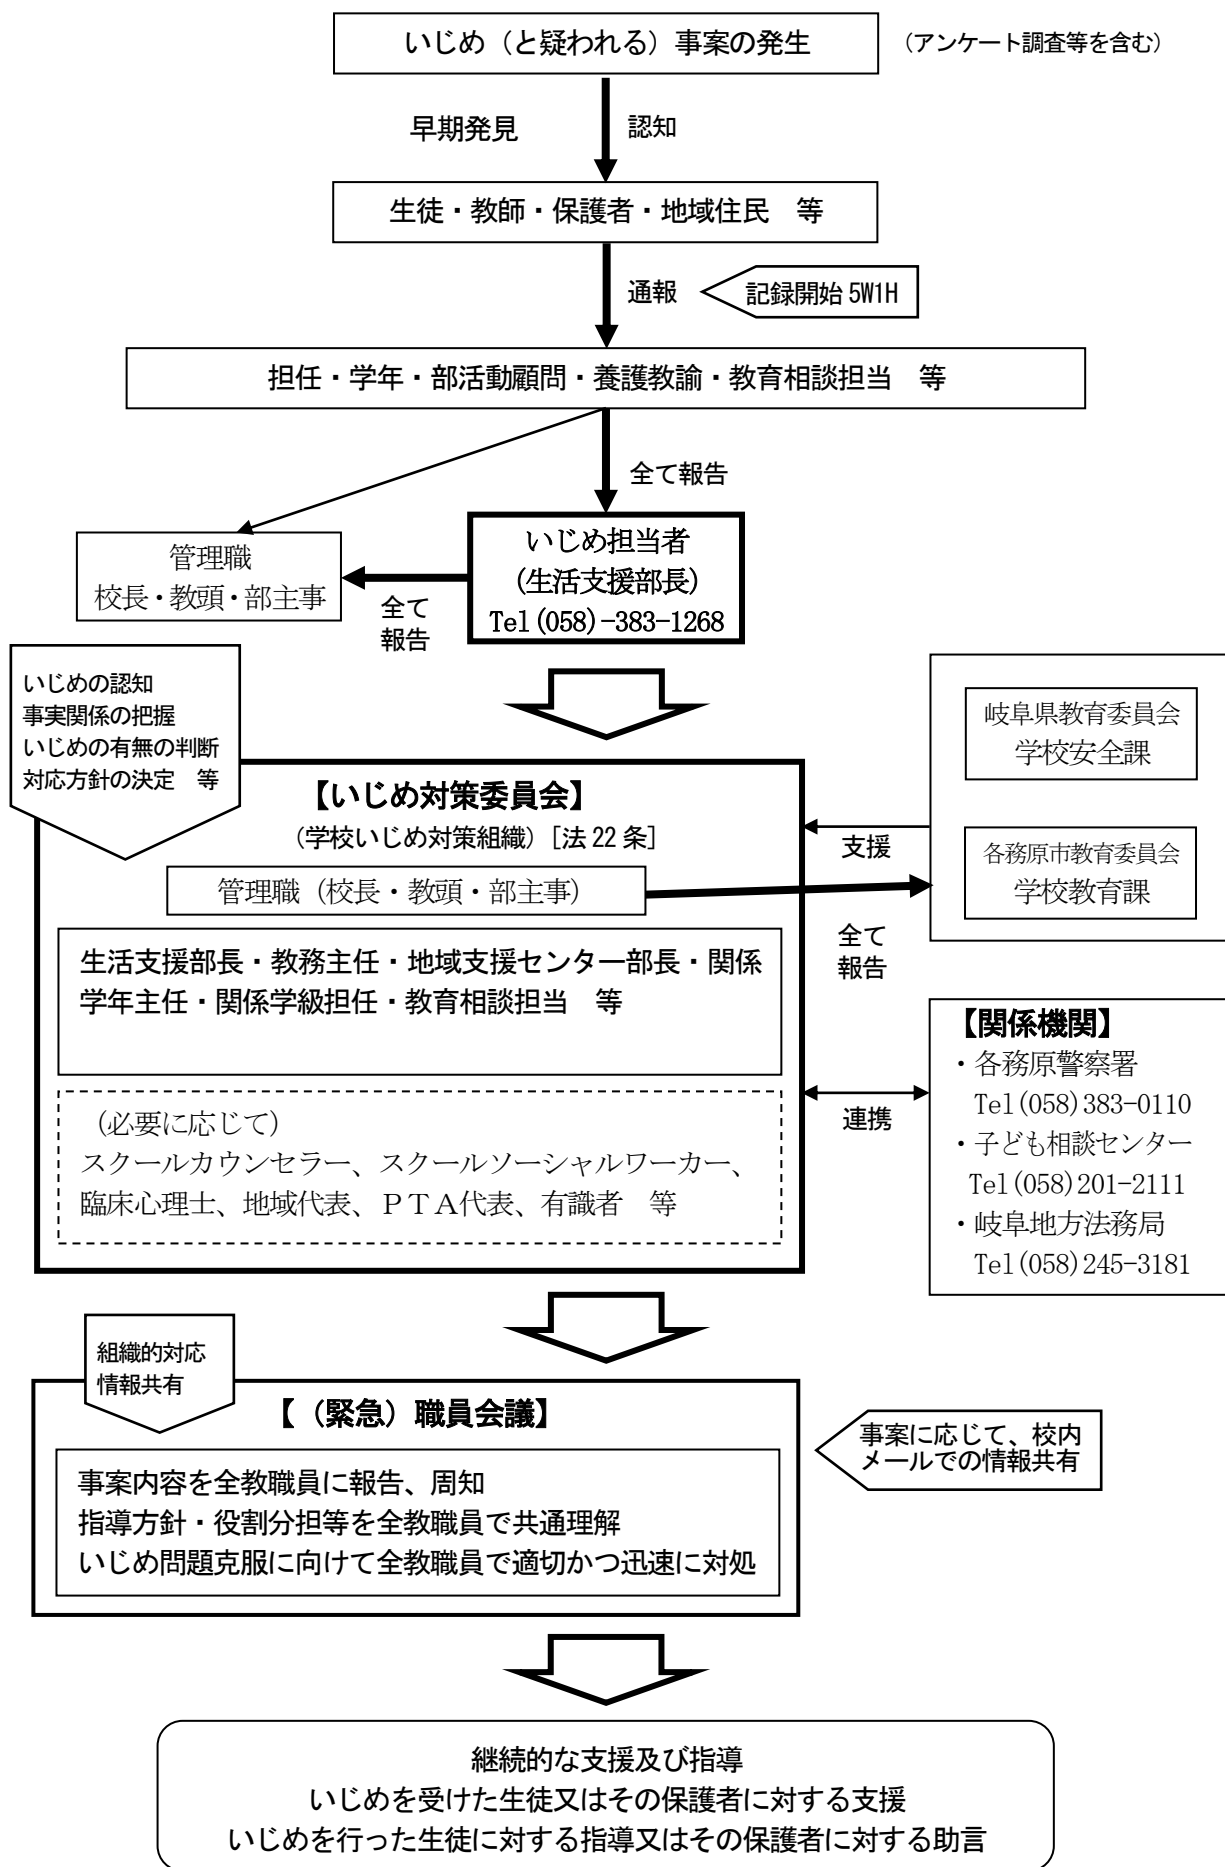 いじめ（と疑われる）事案の発生
（アンケート調査等を含む）
早期発見
認知
生徒・教師・保護者・地域住民　等
通報
記録開始 5W1H
担任・学年・部活動顧問・養護教諭・教育相談担当　等
全て報告
管理職
校長・教頭・部主事
いじめ担当者
（生活支援部長）
Tel(058)-383-1268
全て
報告
いじめの認知
事実関係の把握
いじめの有無の判断
対応方針の決定　等
【いじめ対策委員会】
（学校いじめ対策組織）［法 22 条］
管理職（校長・教頭・部主事）
生活支援部長・教務主任・地域支援センター部長・関係
学年主任・関係学級担任・教育相談担当　等
（必要に応じて）
スクールカウンセラー、スクールソーシャルワーカー、
臨床心理士、地域代表、ＰＴＡ代表、有識者　等
岐阜県教育委員会
学校安全課
支援
各務原市教育委員会
学校教育課
全て
報告
【関係機関】
・各務原警察署
Tel(058)383-0110
・子ども相談センター
Tel(058)201-2111
・岐阜地方法務局
Tel(058)245-3181
連携
組織的対応
情報共有
【（緊急）職員会議】
事案内容を全教職員に報告、周知
指導方針・役割分担等を全教職員で共通理解
いじめ問題克服に向けて全教職員で適切かつ迅速に対処
事案に応じて、校内
メールでの情報共有
継続的な支援及び指導
いじめを受けた生徒又はその保護者に対する支援
いじめを行った生徒に対する指導又はその保護者に対する助言